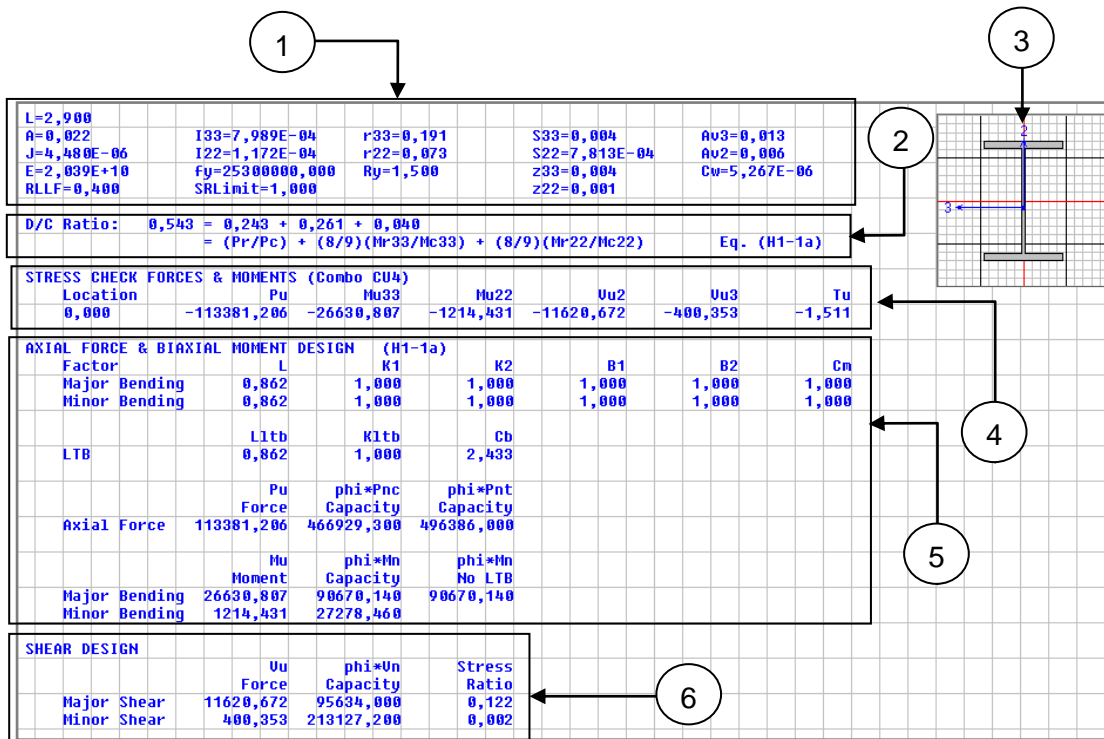 1
3
L=2,900
A=0,022 I33=7,989E-04 r33=0,191 S33=0,004 Av3=0,013
J=4,480E-06 I22=1,172E-04 r22=0,073 S22=7,813E-04 Av2=0,006
E=2,039E+10 fy=25300000,000 Ry=1,500 z33=0,004 Cw=5,267E-06
RLLF=0,400 SRLimit=1,000 z22=0,001
2
2
3
D/C Ratio: 0,543 = 0,243 + 0,261 + 0,040
= (Pr/Pc) + (8/9)(Mr33/Mc33) + (8/9)(Mr22/Mc22) Eq. (H1-1a)
STRESS CHECK FORCES & MOMENTS (Combo CU4)
Location Pu Mu33 Mu22 Vu2 Vu3 Tu
0,000 -113381,206 -26630,807 -1214,431 -11620,672 -400,353 -1,511
4
AXIAL FORCE & BIAXIAL MOMENT DESIGN (H1-1a)
Factor L K1 K2 B1 B2 Cm
Major Bending 0,862 1,000 1,000 1,000 1,000 1,000
Minor Bending 0,862 1,000 1,000 1,000 1,000 1,000
Lltb Kltb Cb
LTB 0,862 1,000 2,433
Pu phi*Pnc phi*Pnt
Force Capacity Capacity
Axial Force 113381,206 466929,300 496386,000
Mu phi*Mn phi*Mn
Moment Capacity No LTB
Major Bending 26630,807 90670,140 90670,140
Minor Bending 1214,431 27278,460
5
SHEAR DESIGN
Vu phi*Vn Stress
Force Capacity Ratio
Major Shear 11620,672 95634,000 0,122
Minor Shear 400,353 213127,200 0,002
6